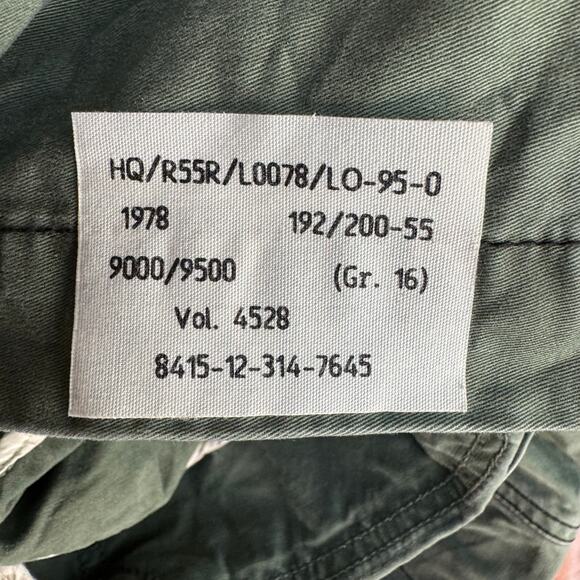 HQ/R55R/L0078/LO-95-0
1978 192/200-55
9000/9500 (Gr. 16)
Vol. 4528
8415-12-314-7645